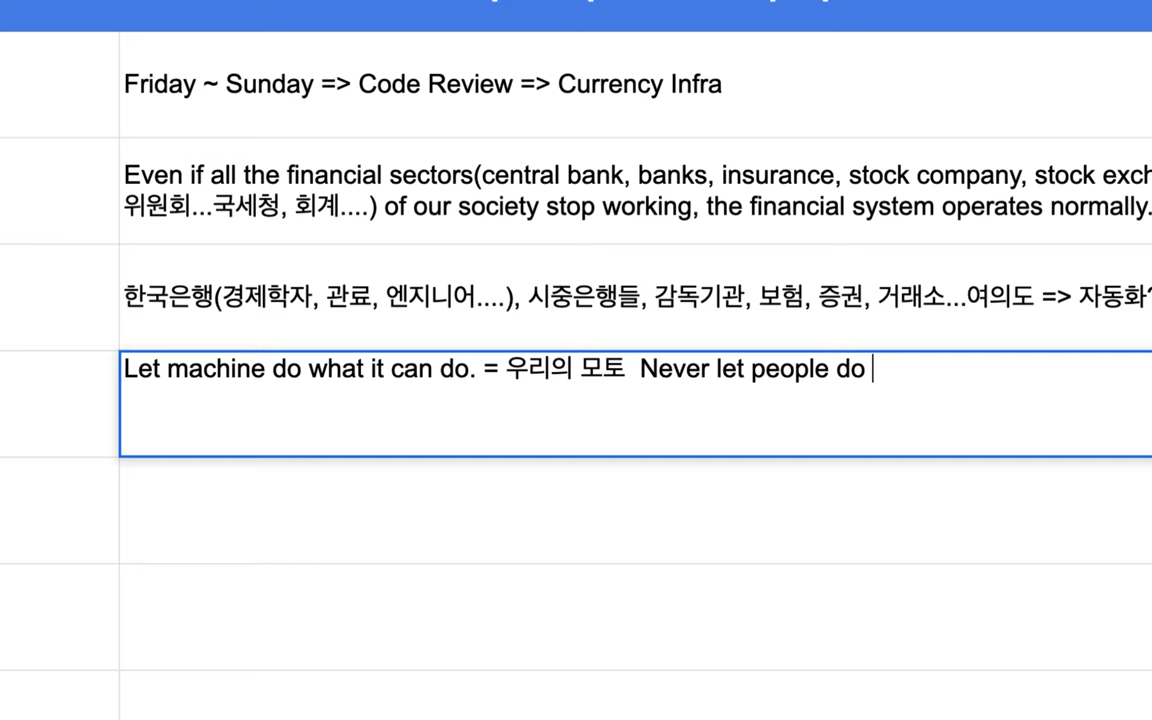 Friday ~ Sunday => Code Review => Currency Infra
Even if all the financial sectors(central bank, banks, insurance, stock company, stock
위원회...국세청, 회계....) of our society stop working, the financial system operates normally.
한국은행(경제학자, 관료, 엔지니어....), 시중은행들, 감독기관, 보험, 증권, 거래소...여의도 => 자동화
Let machine do what it can do. = 우리의 모토  Never let people do